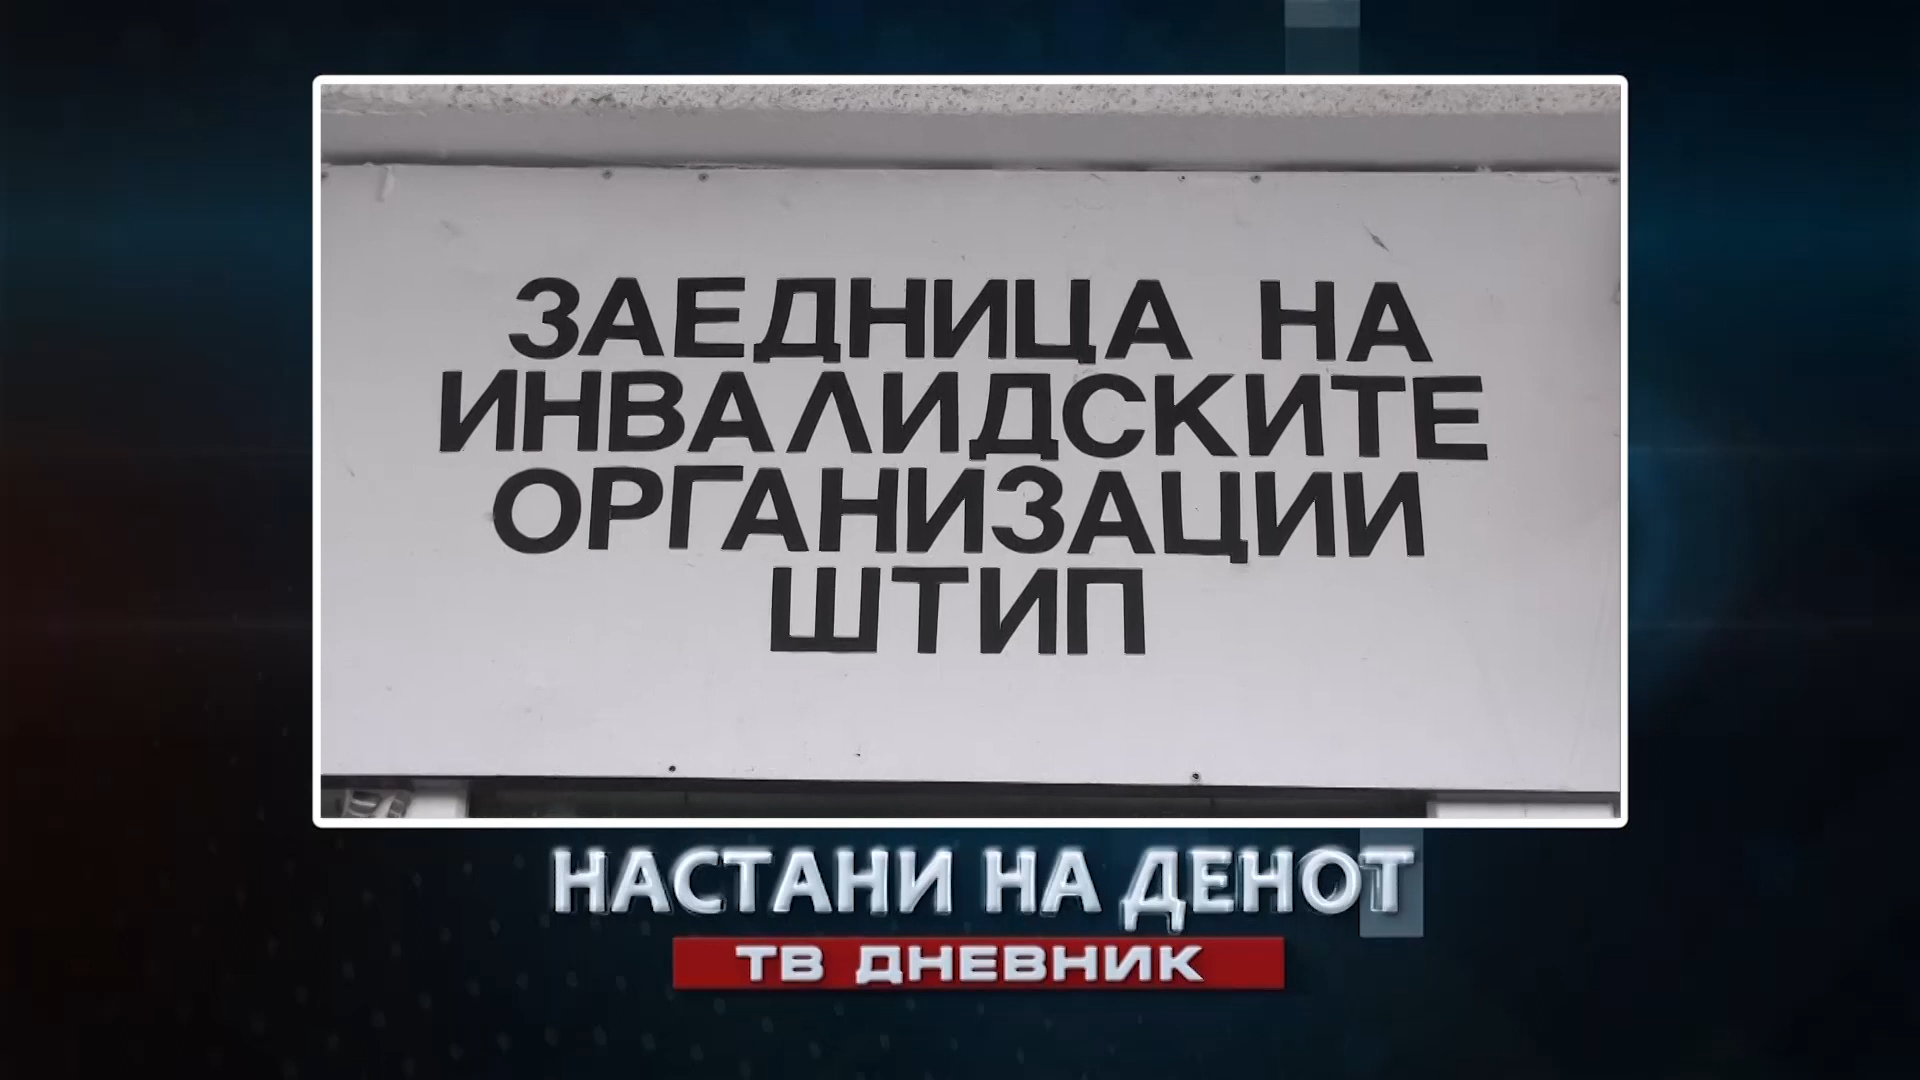 ЗАЕДНИЦА НА
ИНВАЛИДСКИТЕ
ОРГАНИЗАЦИИ
ШТИП
НАСТАНИ НА ДЕНОТ
ТВ ДНЕВНИК